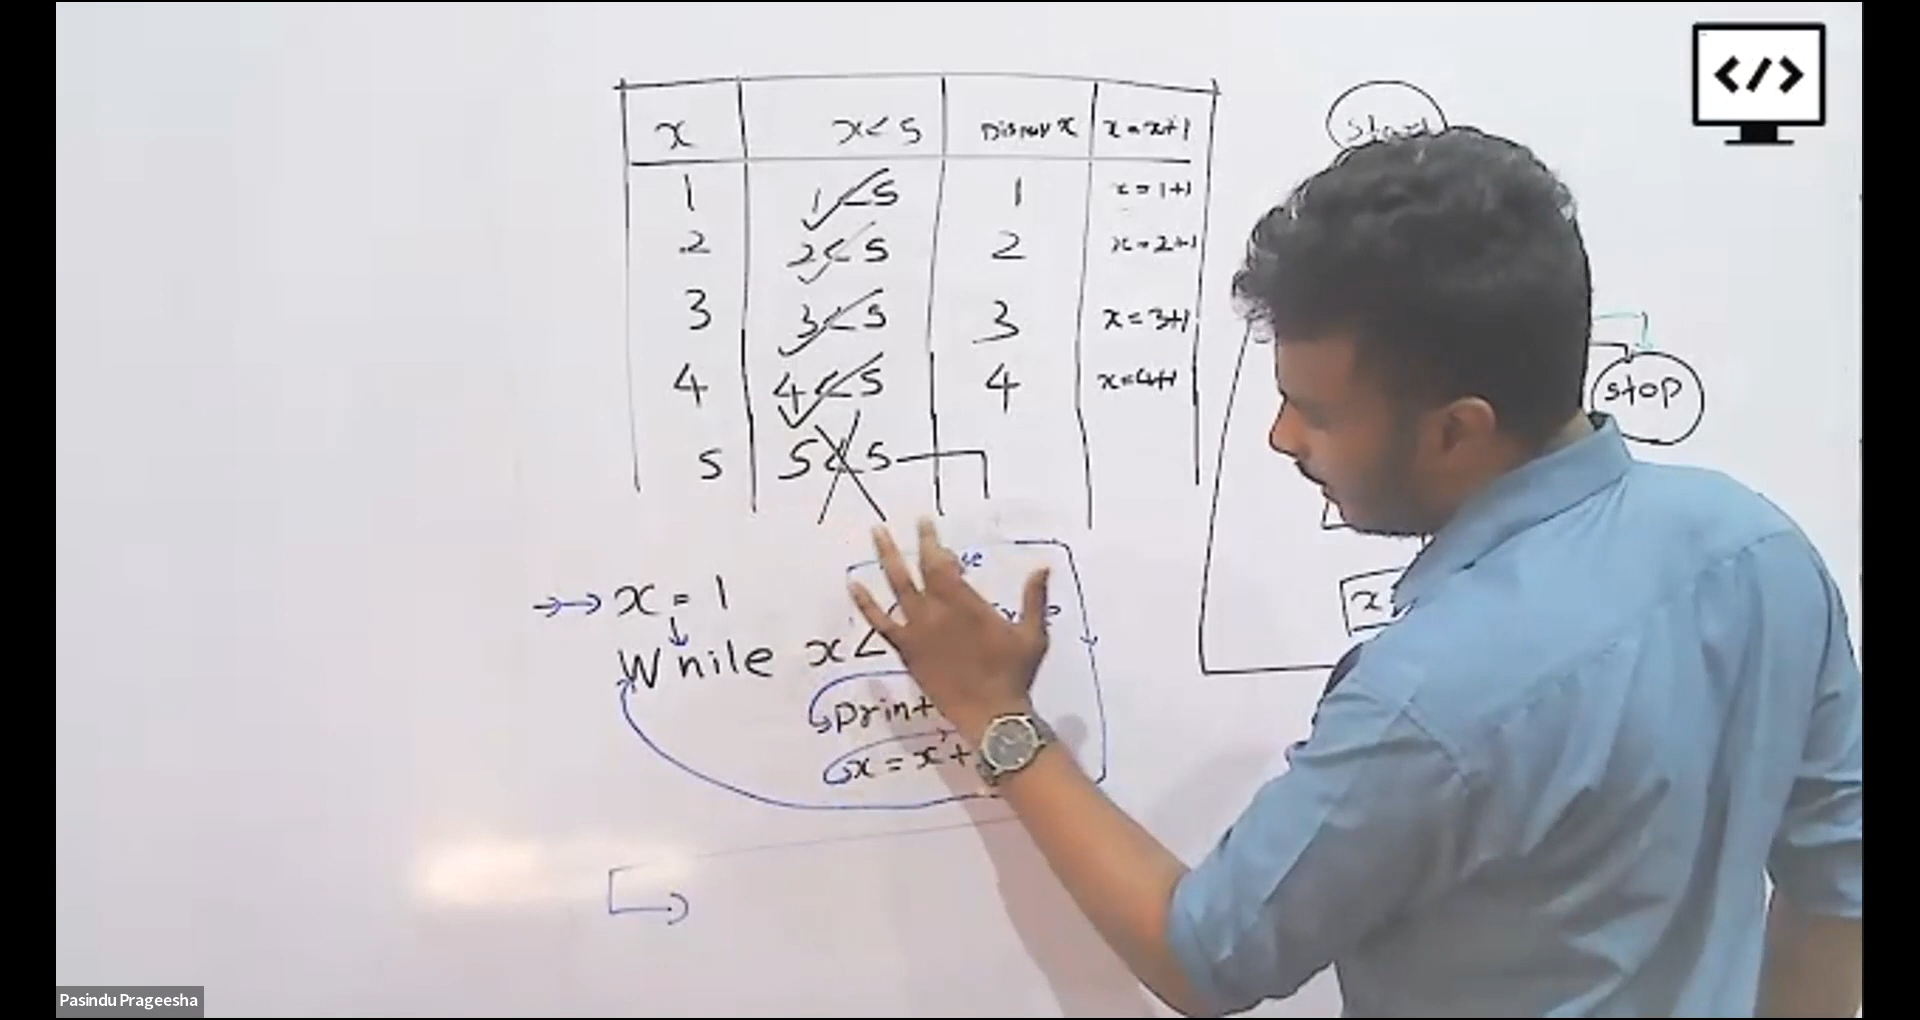 </>
x x<5 Display x x=x+1
1 1<5 1 x=1+1
2 2<5 2 x=2+1
3 3<5 3 x=3+1
4 4<5 4 x=4+1
5 5<5
start
stop
x = 1
While x<
print
x = x+
x
Pasindu Prageesha